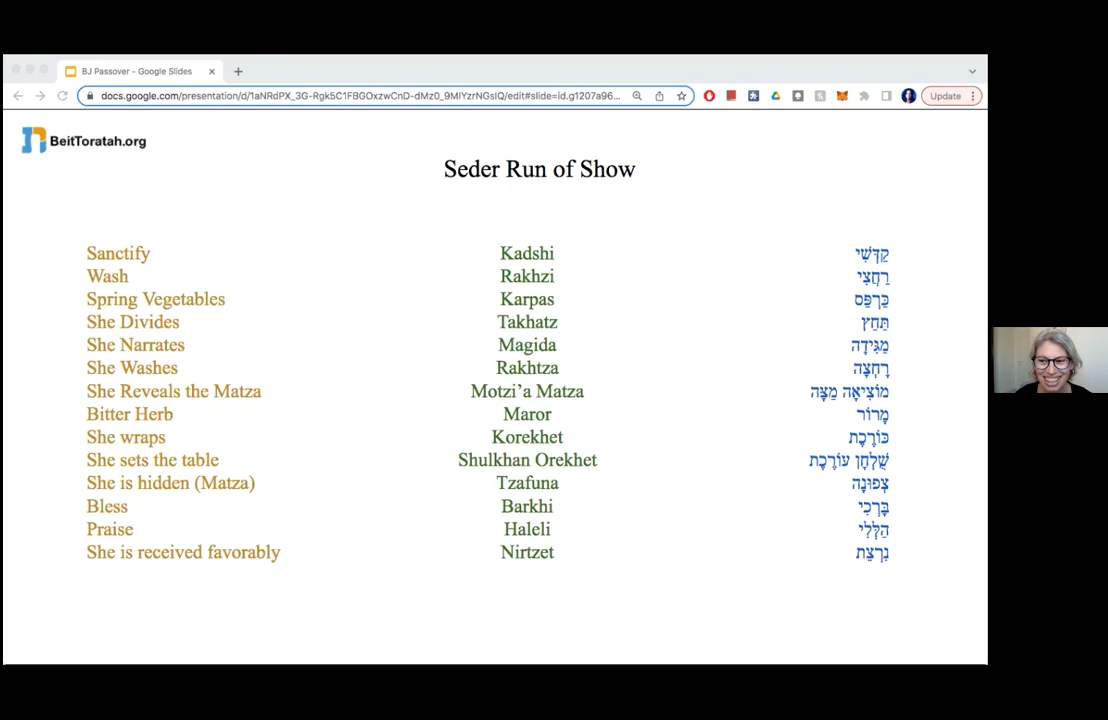 BJ Passover - Google Slides
docs.google.com/presentation/d/1aNRdPX_3G-Rgk5C1FBGOxzwCnD-dMz0_9MIYzrNGsIQ/edit#slide=id.g1207a96...
Update
BeitToratah.org
Seder Run of Show
Sanctify Kadshi קַדְּשִׁי
Wash Rakhzi רַחֲצִי
Spring Vegetables Karpas כַּרְפַּס
She Divides Takhatz תַּחַץ
She Narrates Magida מַגִּידָה
She Washes Rakhtza רָחְצָה
She Reveals the Matza Motzi’a Matza מוֹצִיאָה מַצָּה
Bitter Herb Maror מָרוֹר
She wraps Korekhet כּוֹרֶכֶת
She sets the table Shulkhan Orekhet שֻׁלְחָן עוֹרֶכֶת
She is hidden (Matza) Tzafuna צְפוּנָה
Bless Barkhi בָּרְכִי
Praise Haleli הַלְּלִי
She is received favorably Nirtzet נִרְצֵת